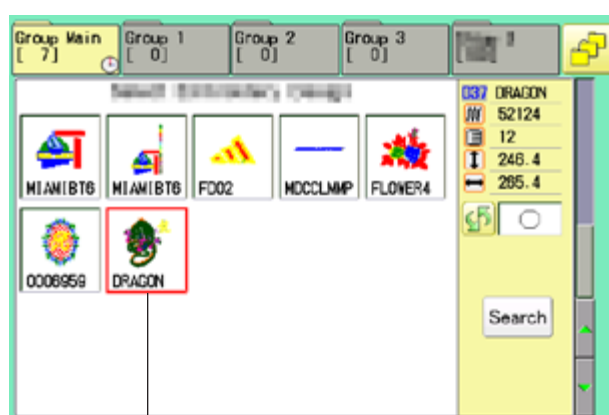 Group Main
[ 7]
Group 1
[ 0]
Group 2
[ 0]
Group 3
[ 0]
037 DRAGON
52124
12
246.4
265.4
MIAMIBT6
MIAMIBT6
FD02
MDCCLMMP
FLOWER4
0006959
DRAGON
Search